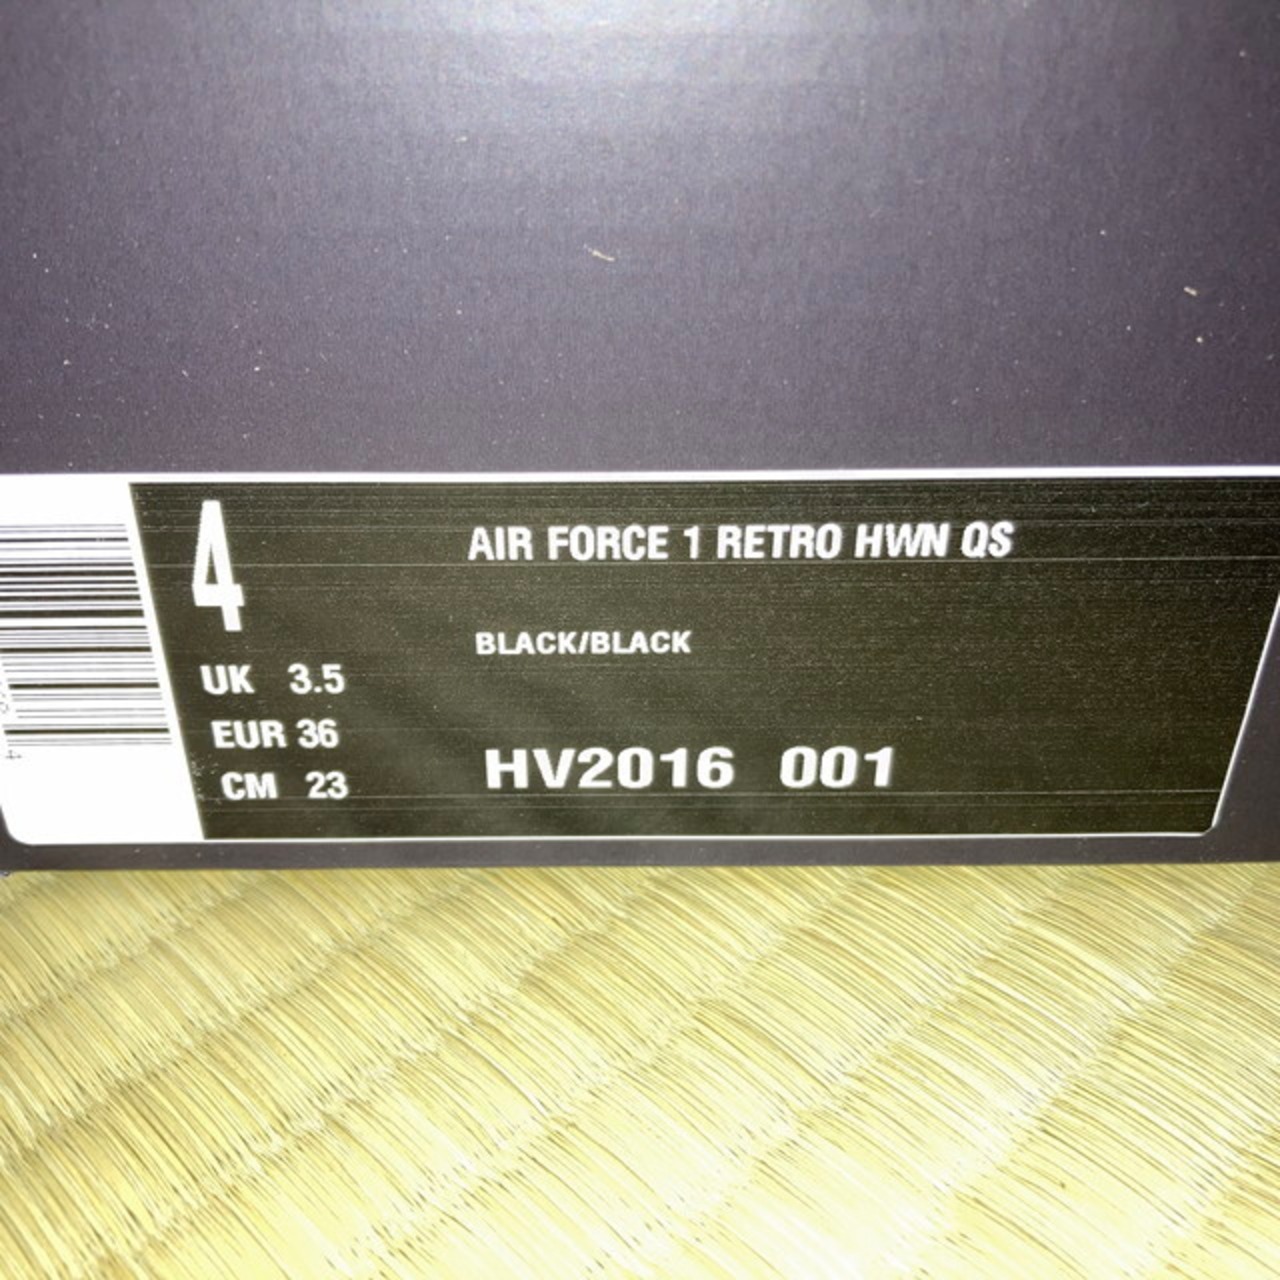 4
AIR FORCE 1 RETRO HWN QS
BLACK/BLACK
UK 3.5
EUR 36
CM 23
HV2016 001